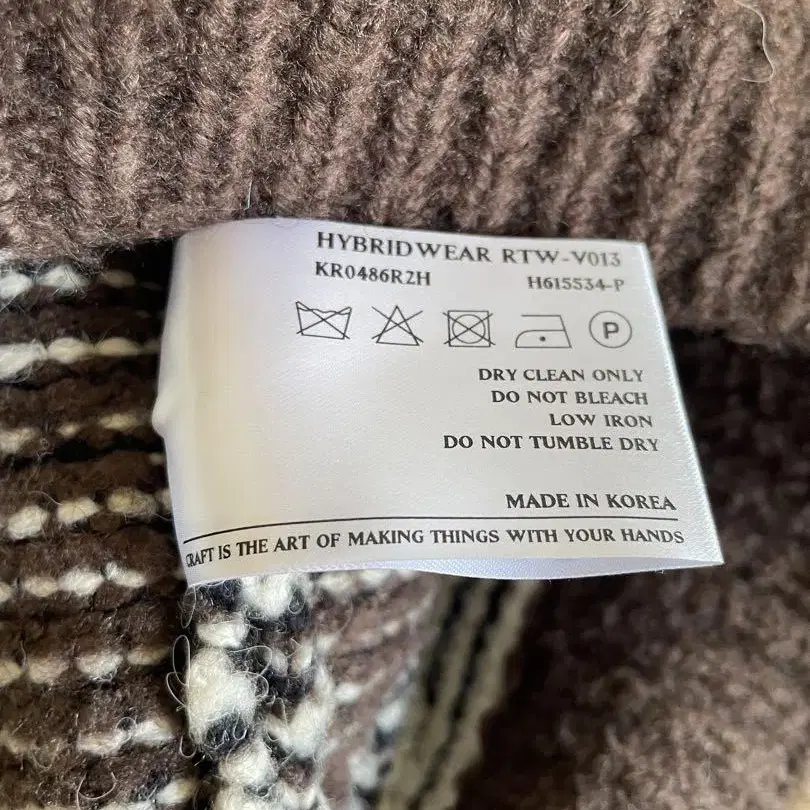 HYBRIDWEAR RTW-V013
KR0486R2H H615534-P
P
DRY CLEAN ONLY
DO NOT BLEACH
LOW IRON
DO NOT TUMBLE DRY
MADE IN KOREA
CRAFT IS THE ART OF MAKING THINGS WITH YOUR HANDS